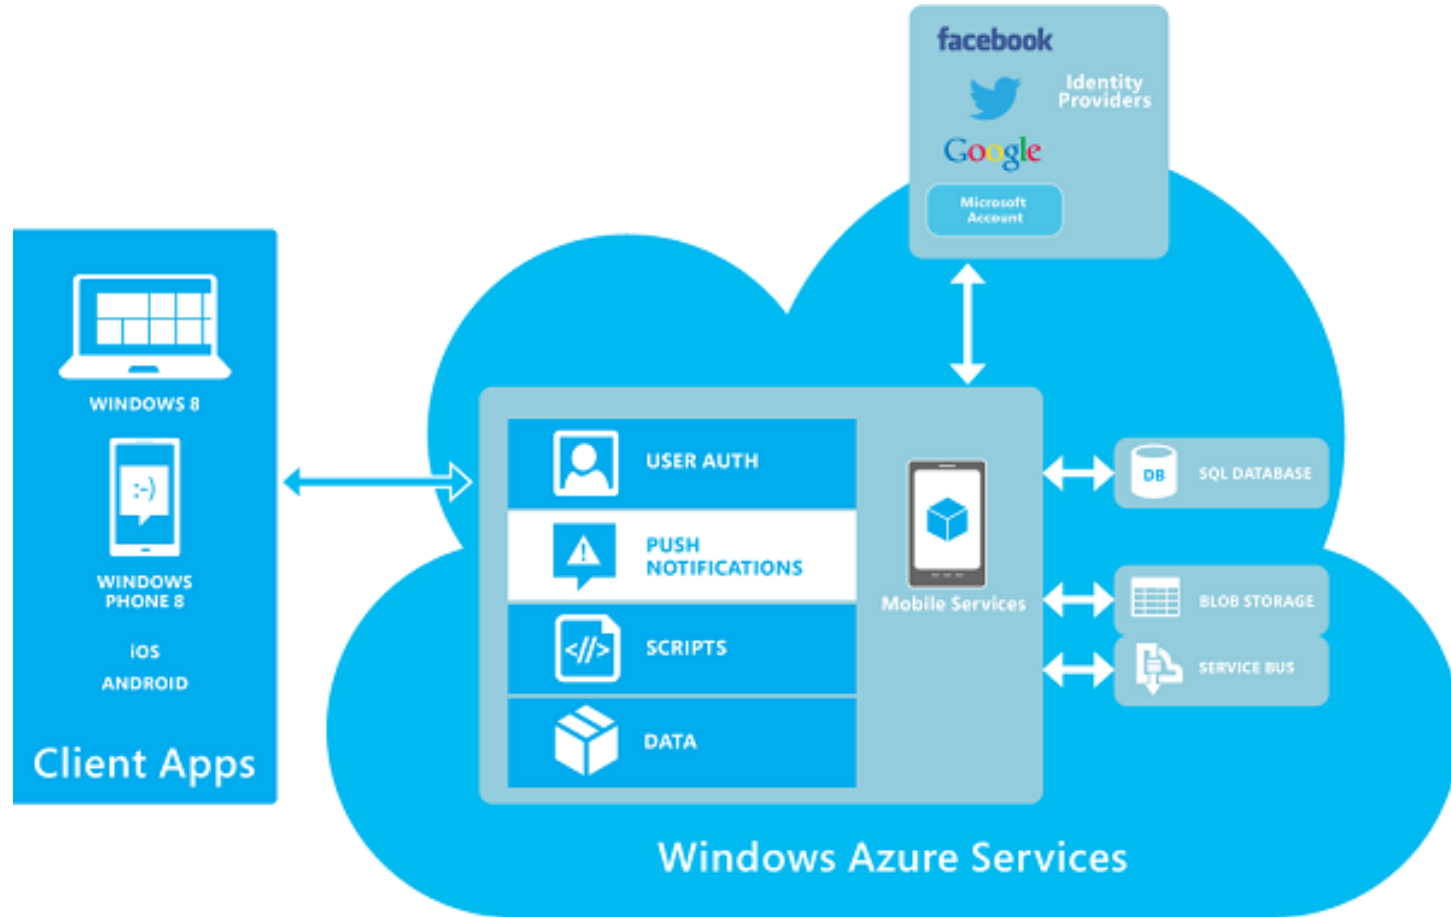 facebook
Identity
Providers
Google
Microsoft
Account
WINDOWS 8
:-)
WINDOWS
PHONE 8
iOS
ANDROID
Client Apps
USER AUTH
!
PUSH
NOTIFICATIONS
<//>
SCRIPTS
DATA
Mobile Services
DB
SQL DATABASE
BLOB STORAGE
SERVICE BUS
Windows Azure Services